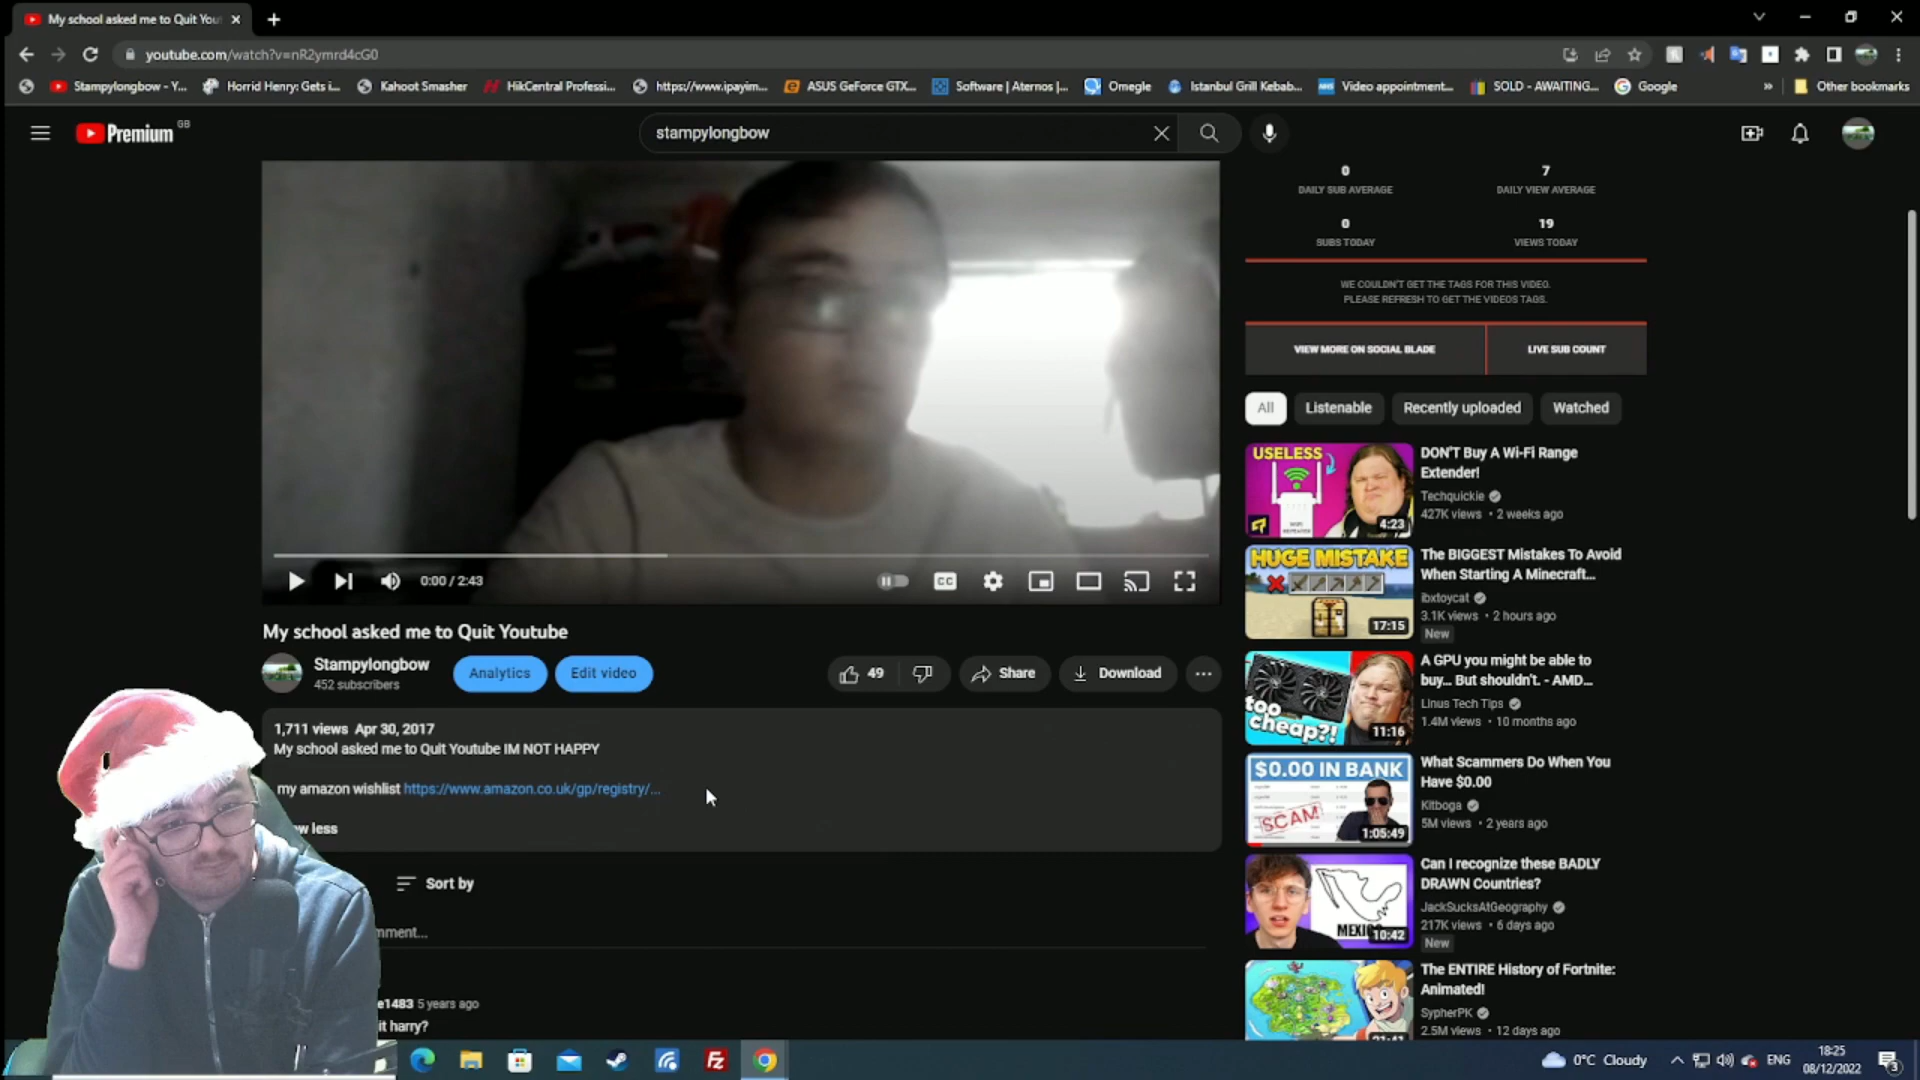 My school asked me to Quit You
youtube.com/watch?v=nR2ymrd4cG0
Stampylongbow - Y...
Horrid Henry: Gets i...
Kahoot Smasher
HikCentral Professi...
https://www.ipayim...
ASUS GeForce GTX...
Software | Aternos |...
Omegle
Istanbul Grill Kebab...
Video appointment...
SOLD - AWAITING...
Google
»
Other bookmarks
Premium GB
stampylongbow
0
DAILY SUB AVERAGE
7
DAILY VIEW AVERAGE
0
SUBS TODAY
19
VIEWS TODAY
WE COULDN'T GET THE TAGS FOR THIS VIDEO.
PLEASE REFRESH TO GET THE VIDEOS TAGS.
VIEW MORE ON SOCIAL BLADE
LIVE SUB COUNT
All
Listenable
Recently uploaded
Watched
0:00 / 2:43
CC
My school asked me to Quit Youtube
Stampylongbow
452 subscribers
Analytics
Edit video
49
Share
Download
1,711 views Apr 30, 2017
My school asked me to Quit Youtube IM NOT HAPPY
my amazon wishlist https://www.amazon.co.uk/gp/registry/...
ow less
Sort by
mment...
e1483 5 years ago
it harry?
USELESS
4:23
DON'T Buy A Wi-Fi Range
Extender!
Techquickie
427K views • 2 weeks ago
HUGE MISTAKE
17:15
The BIGGEST Mistakes To Avoid
When Starting A Minecraft...
ibxtoycat
3.1K views • 2 hours ago
New
too
cheap?!
11:16
A GPU you might be able to
buy... But shouldn't. - AMD...
Linus Tech Tips
1.4M views • 10 months ago
$0.00 IN BANK
SCAM
1:05:49
What Scammers Do When You
Have $0.00
Kitboga
5M views • 2 years ago
MEXIC
10:42
Can I recognize these BADLY
DRAWN Countries?
JackSucksAtGeography
217K views • 6 days ago
New
The ENTIRE History of Fortnite:
Animated!
SypherPK
2.5M views • 12 days ago
0°C Cloudy
ENG
18:25
08/12/2022
3